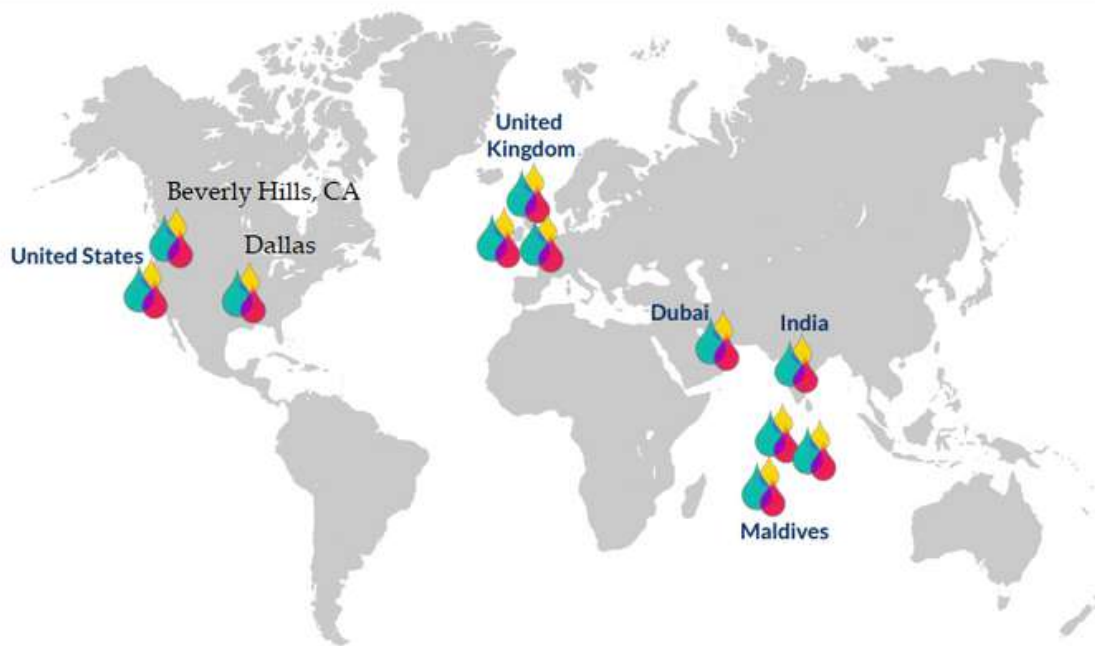 United
Kingdom
Beverly Hills, CA
Dallas
United States
Dubai
India
Maldives